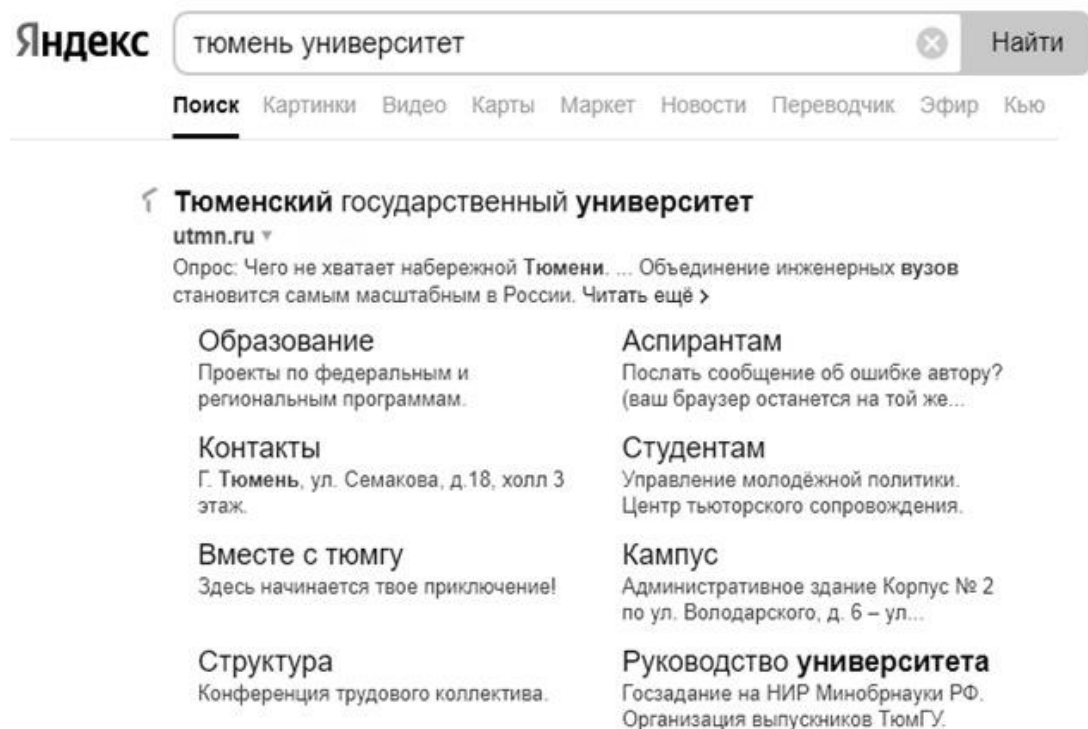 Яндекс тюмень университет Найти
Поиск Картинки Видео Карты Маркет Новости Переводчик Эфир Кью
Тюменский государственный университет
utmn.ru
Опрос: Чего не хватает набережной Тюмени. ... Объединение инженерных вузов
становится самым масштабным в России. Читать ещё >
Образование
Проекты по федеральным и
региональным программам.
Аспирантам
Послать сообщение об ошибке автору?
(ваш браузер останется на той же...
Контакты
Г. Тюмень, ул. Семакова, д.18, холл 3
этаж.
Студентам
Управление молодёжной политики.
Центр тьюторского сопровождения.
Вместе с тюмгу
Здесь начинается твое приключение!
Кампус
Административное здание Корпус № 2
по ул. Володарского, д. 6 – ул...
Структура
Конференция трудового коллектива.
Руководство университета
Госзадание на НИР Минобрнауки РФ.
Организация выпускников ТюмГУ.